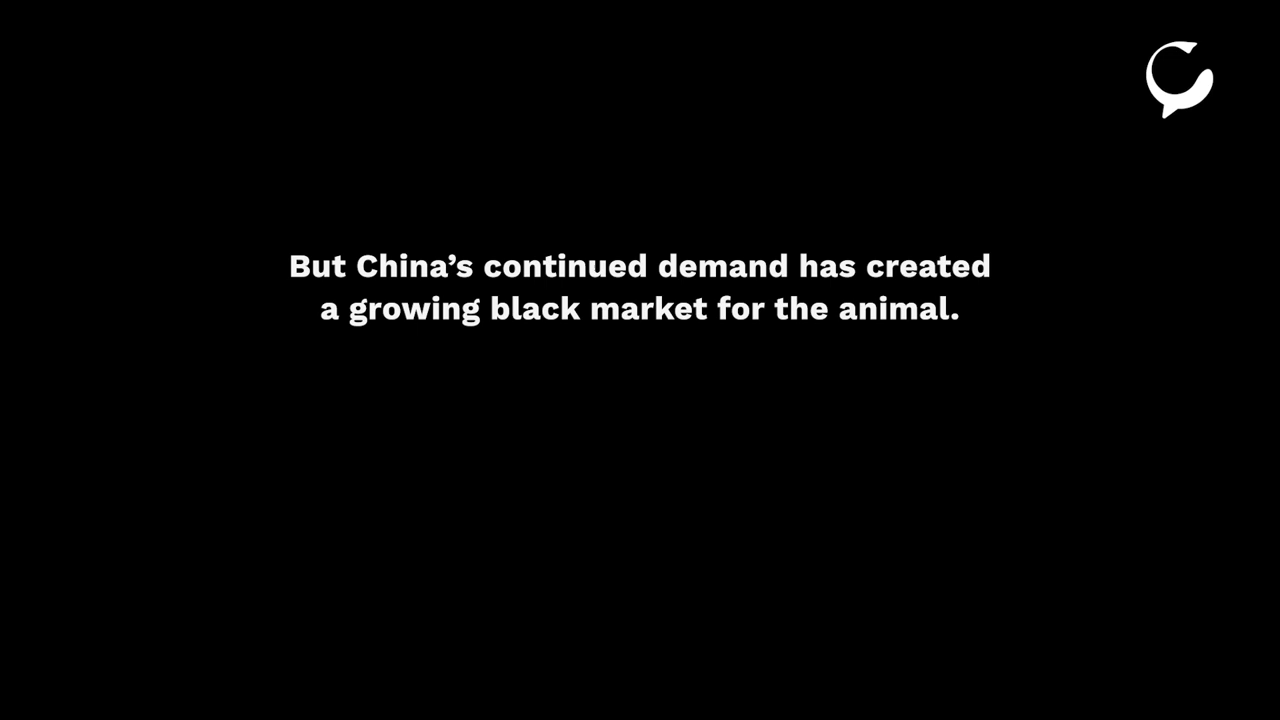 But China’s continued demand has created
a growing black market for the animal.